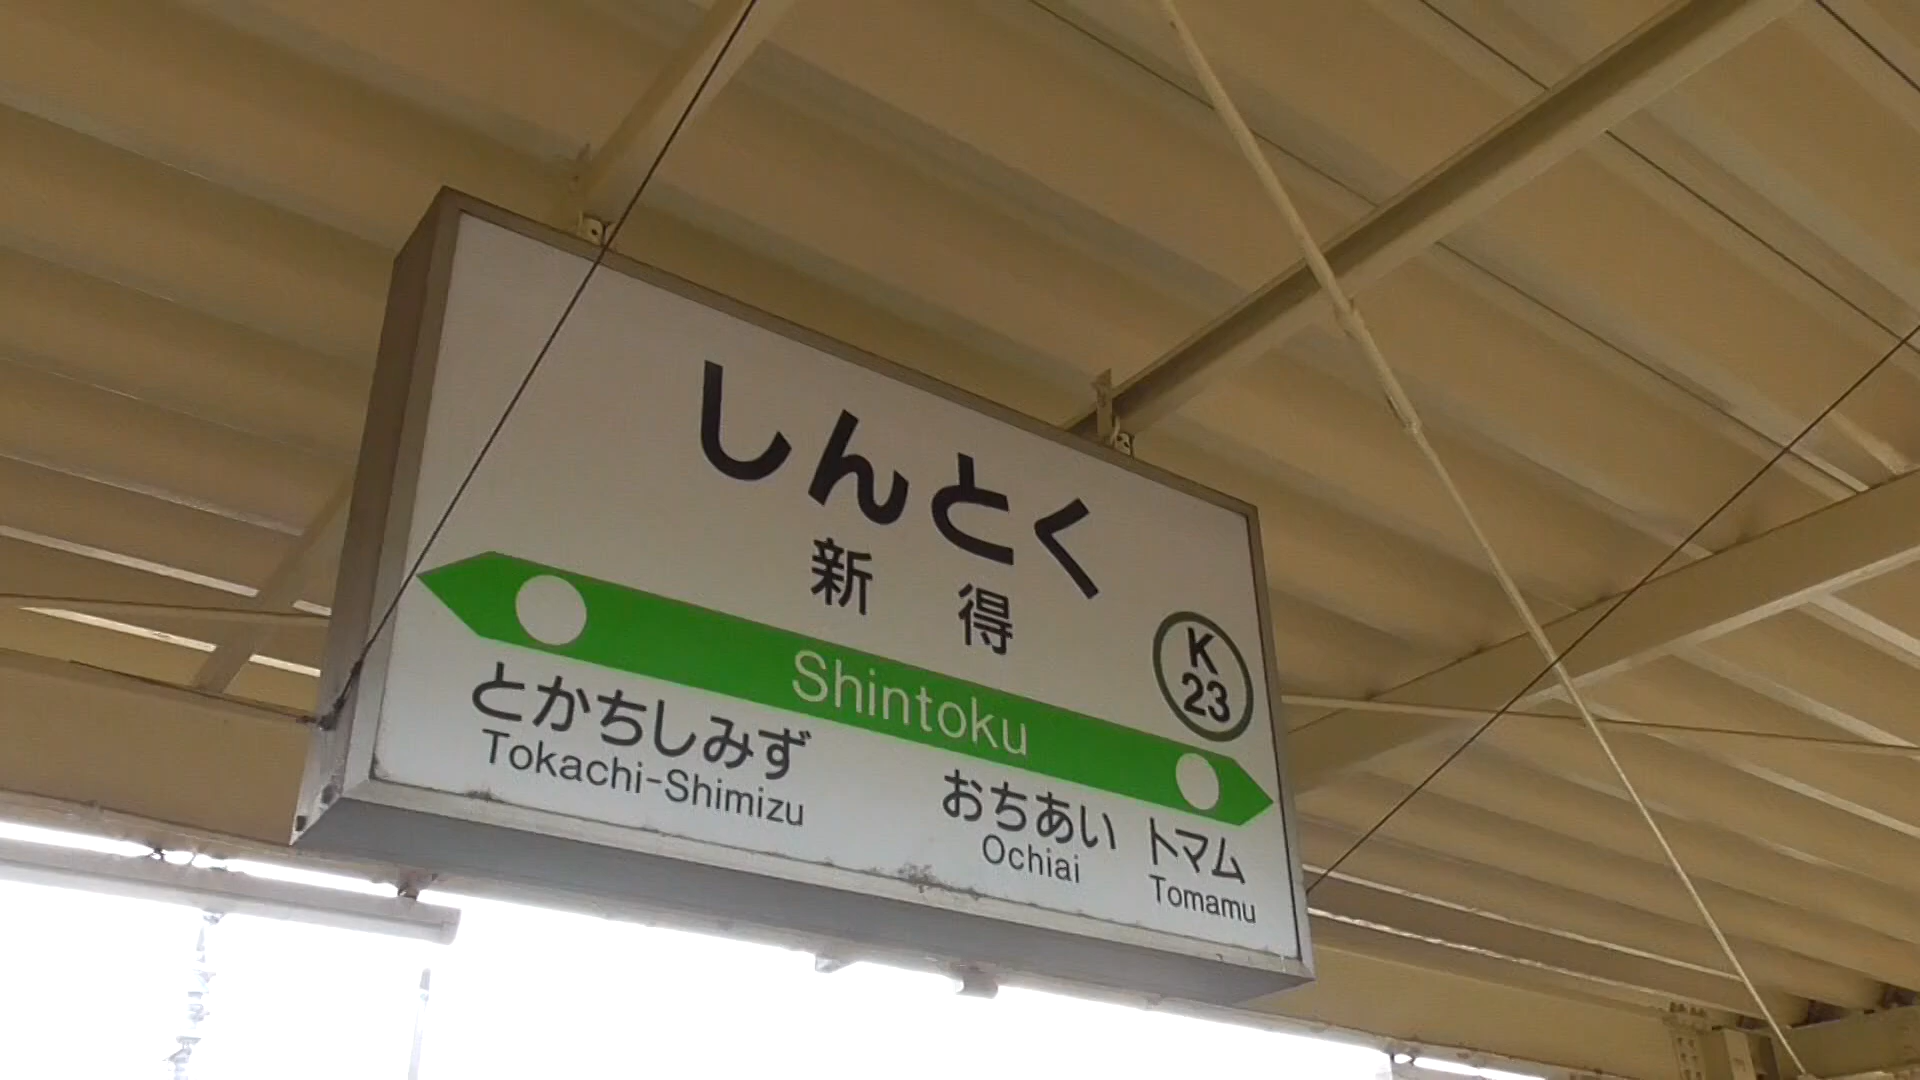 しんとく
新得
K
23
Shintoku
とかちしみず
Tokachi-Shimizu
おちあい
Ochiai
トマム
Tomamu